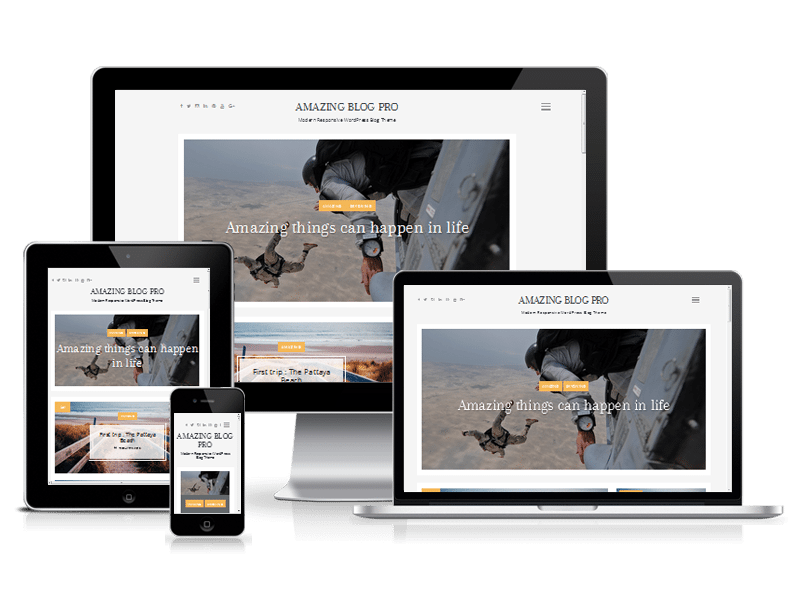 AMAZING BLOG PRO
Modern Responsive WordPress Blog Theme
Amazing things can happen in life
First trip : The Pattaya
Beach
AMAZING BLOG PRO
Modern Responsive WordPress Blog Theme
Amazing things can happen
in life
First trip : The Pattaya
Beach
AMAZING BLOG
PRO
Modern Responsive WordPress
Blog Theme
AMAZING BLOG PRO
Modern Responsive WordPress Blog Theme
Amazing things can happen in life